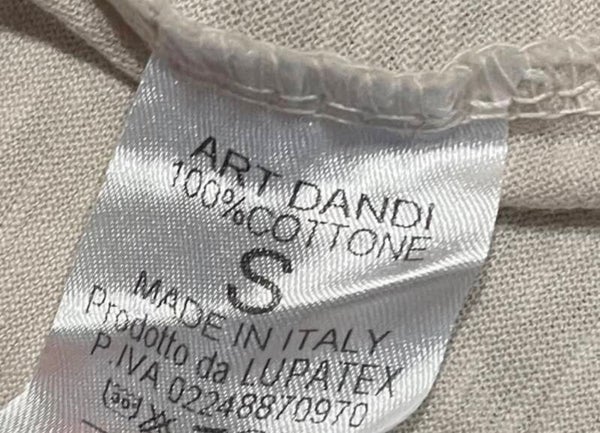 ART DANDI
100%COTTONE
S
MADE IN ITALY
Prodotto da LUPATEX
P.IVA 02248870970